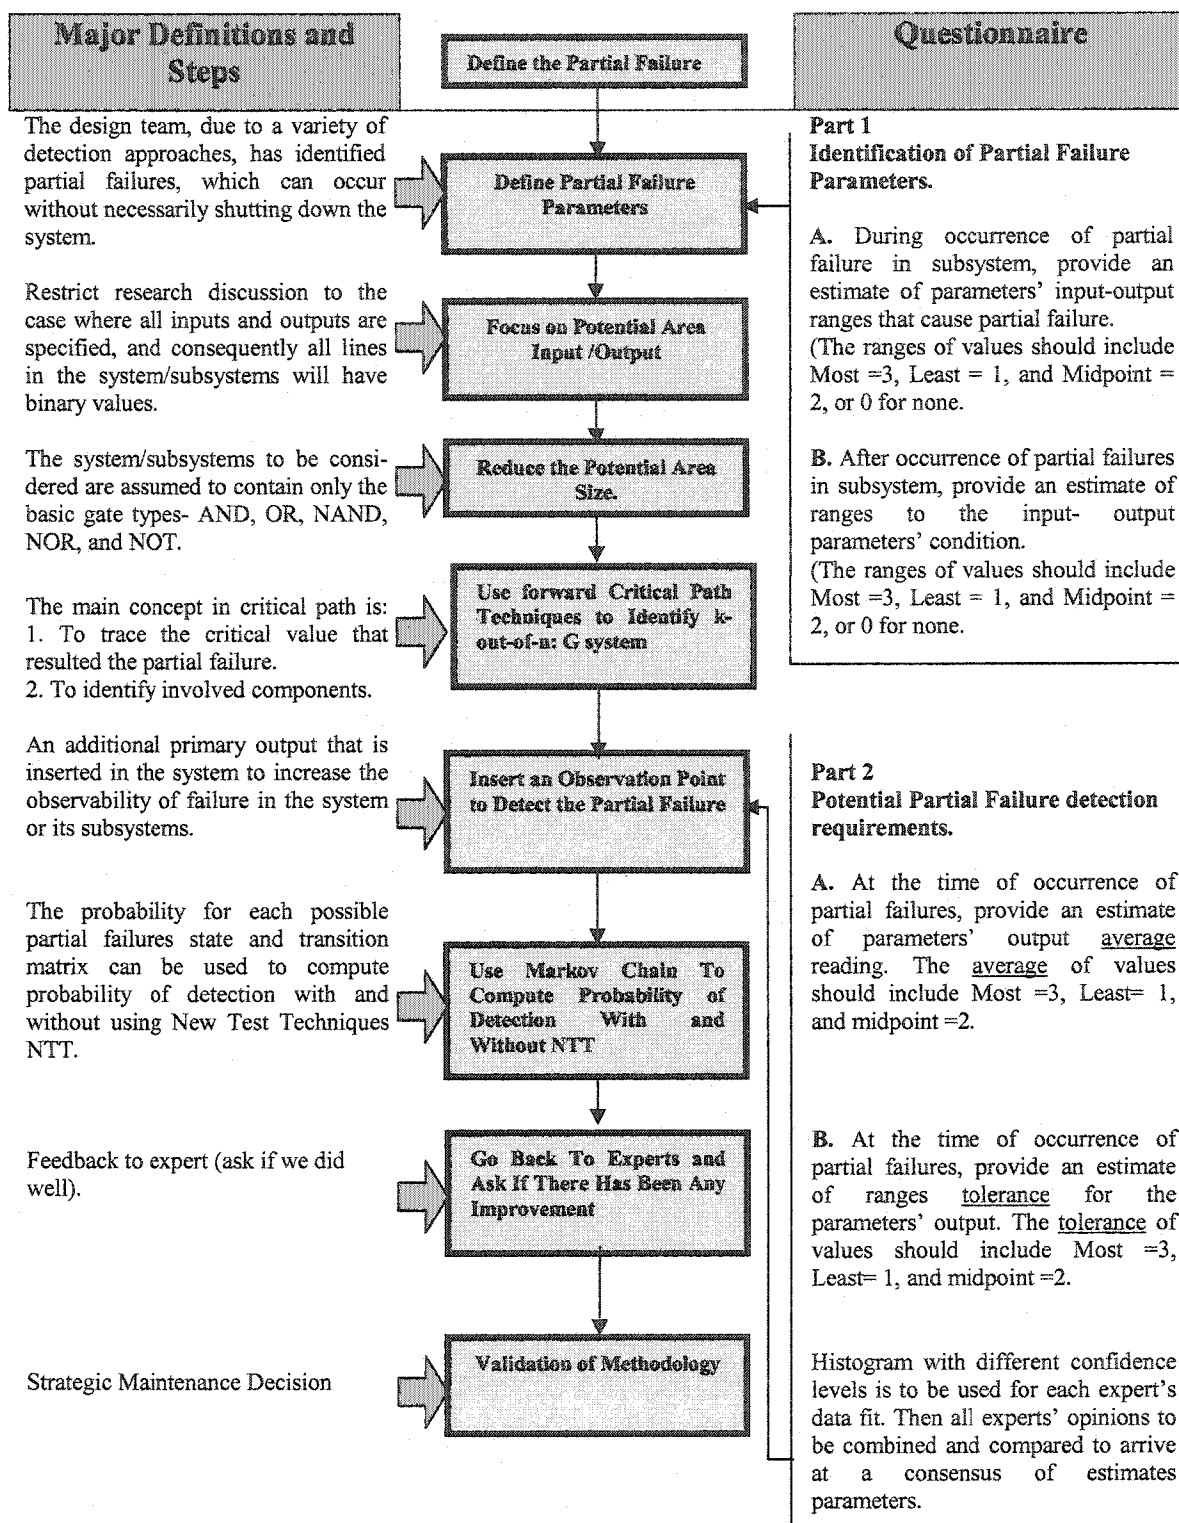 Major Definitions and
Steps
The design team, due to a variety of
detection approaches, has identified
partial failures, which can occur
without necessarily shutting down the
system.
Restrict research discussion to the
case where all inputs and outputs are
specified, and consequently all lines
in the system/subsystems will have
binary values.
The system/subsystems to be consi-
dered are assumed to contain only the
basic gate types- AND, OR, NAND,
NOR, and NOT.
The main concept in critical path is:
1. To trace the critical value that
resulted the partial failure.
2. To identify involved components.
An additional primary output that is
inserted in the system to increase the
observability of failure in the system
or its subsystems.
The probability for each possible
partial failures state and transition
matrix can be used to compute
probability of detection with and
without using New Test Techniques
NTT.
Feedback to expert (ask if we did
well).
Strategic Maintenance Decision
Define the Partial Failure
Define Partial Failure
Parameters
Focus on Potential Area
Input /Output
Reduce the Potential Area
Size.
Use forward Critical Path
Techniques to Identify k-
out-of-n: G system
Insert an Observation Point
to Detect the Partial Failure
Use Markov Chain To
Compute Probability of
Detection With and
Without NTT
Go Back To Experts and
Ask If There Has Been Any
Improvement
Validation of Methodology
Questionnaire
Part 1
Identification of Partial Failure
Parameters.
A. During occurrence of partial
failure in subsystem, provide an
estimate of parameters' input-output
ranges that cause partial failure.
(The ranges of values should include
Most =3, Least = 1, and Midpoint =
2, or 0 for none.
B. After occurrence of partial failures
in subsystem, provide an estimate of
ranges to the input- output
parameters' condition.
(The ranges of values should include
Most =3, Least = 1, and Midpoint =
2, or 0 for none.
Part 2
Potential Partial Failure detection
requirements.
A. At the time of occurrence of
partial failures, provide an estimate
of parameters' output average
reading. The average of values
should include Most =3, Least= 1,
and midpoint =2.
B. At the time of occurrence of
partial failures, provide an estimate
of ranges tolerance for the
parameters' output. The tolerance of
values should include Most =3,
Least= 1, and midpoint =2.
Histogram with different confidence
levels is to be used for each expert's
data fit. Then all experts' opinions to
be combined and compared to arrive
at a consensus of estimates
parameters.